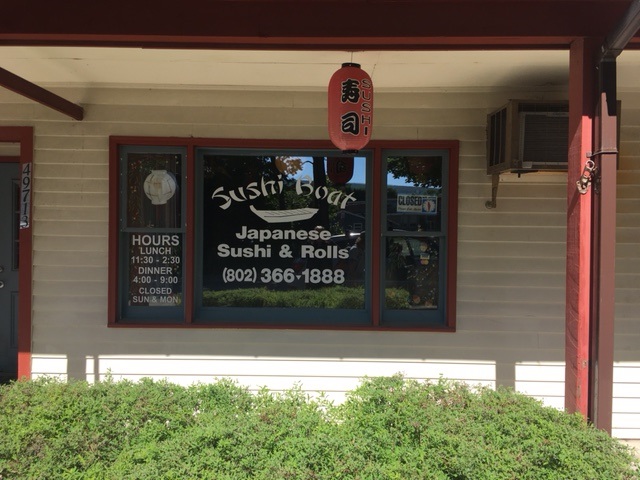 寿司
SUSHI
Sushi Boat
Japanese
Sushi & Rolls
(802) 366-1888
HOURS
LUNCH
11:30 - 2:30
DINNER
4:00 - 9:00
CLOSED
SUN & MON
CLOSED